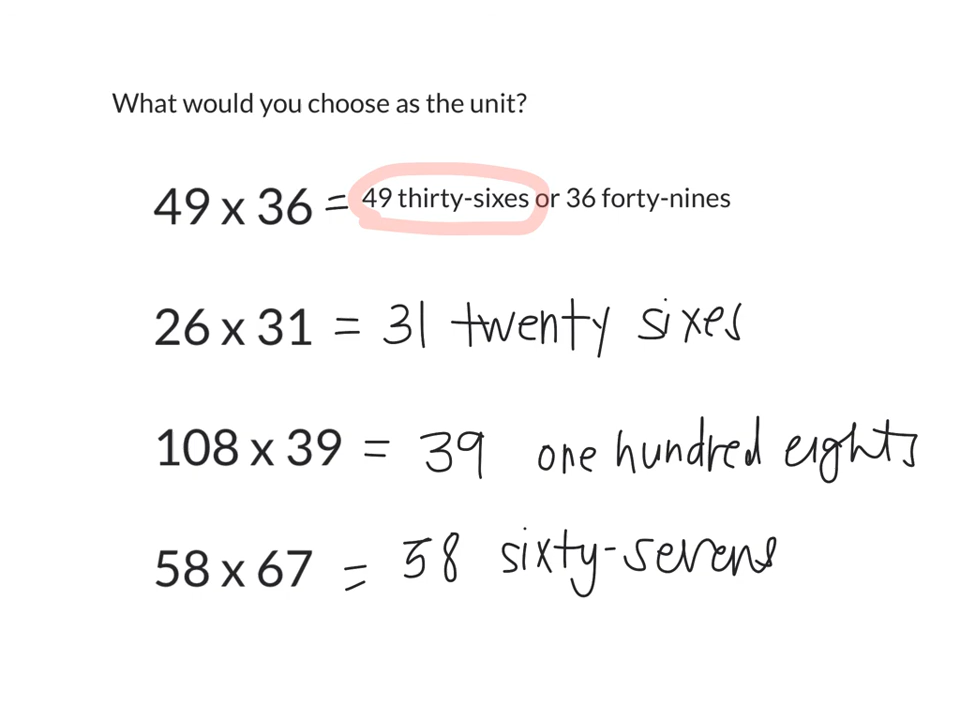 What would you choose as the unit?
49 x 36 = 49 thirty-sixes or 36 forty-nines
26 x 31 = 31 twenty sixes
108 x 39 = 39 one hundred eights
58 x 67 = 58 sixty-sevens